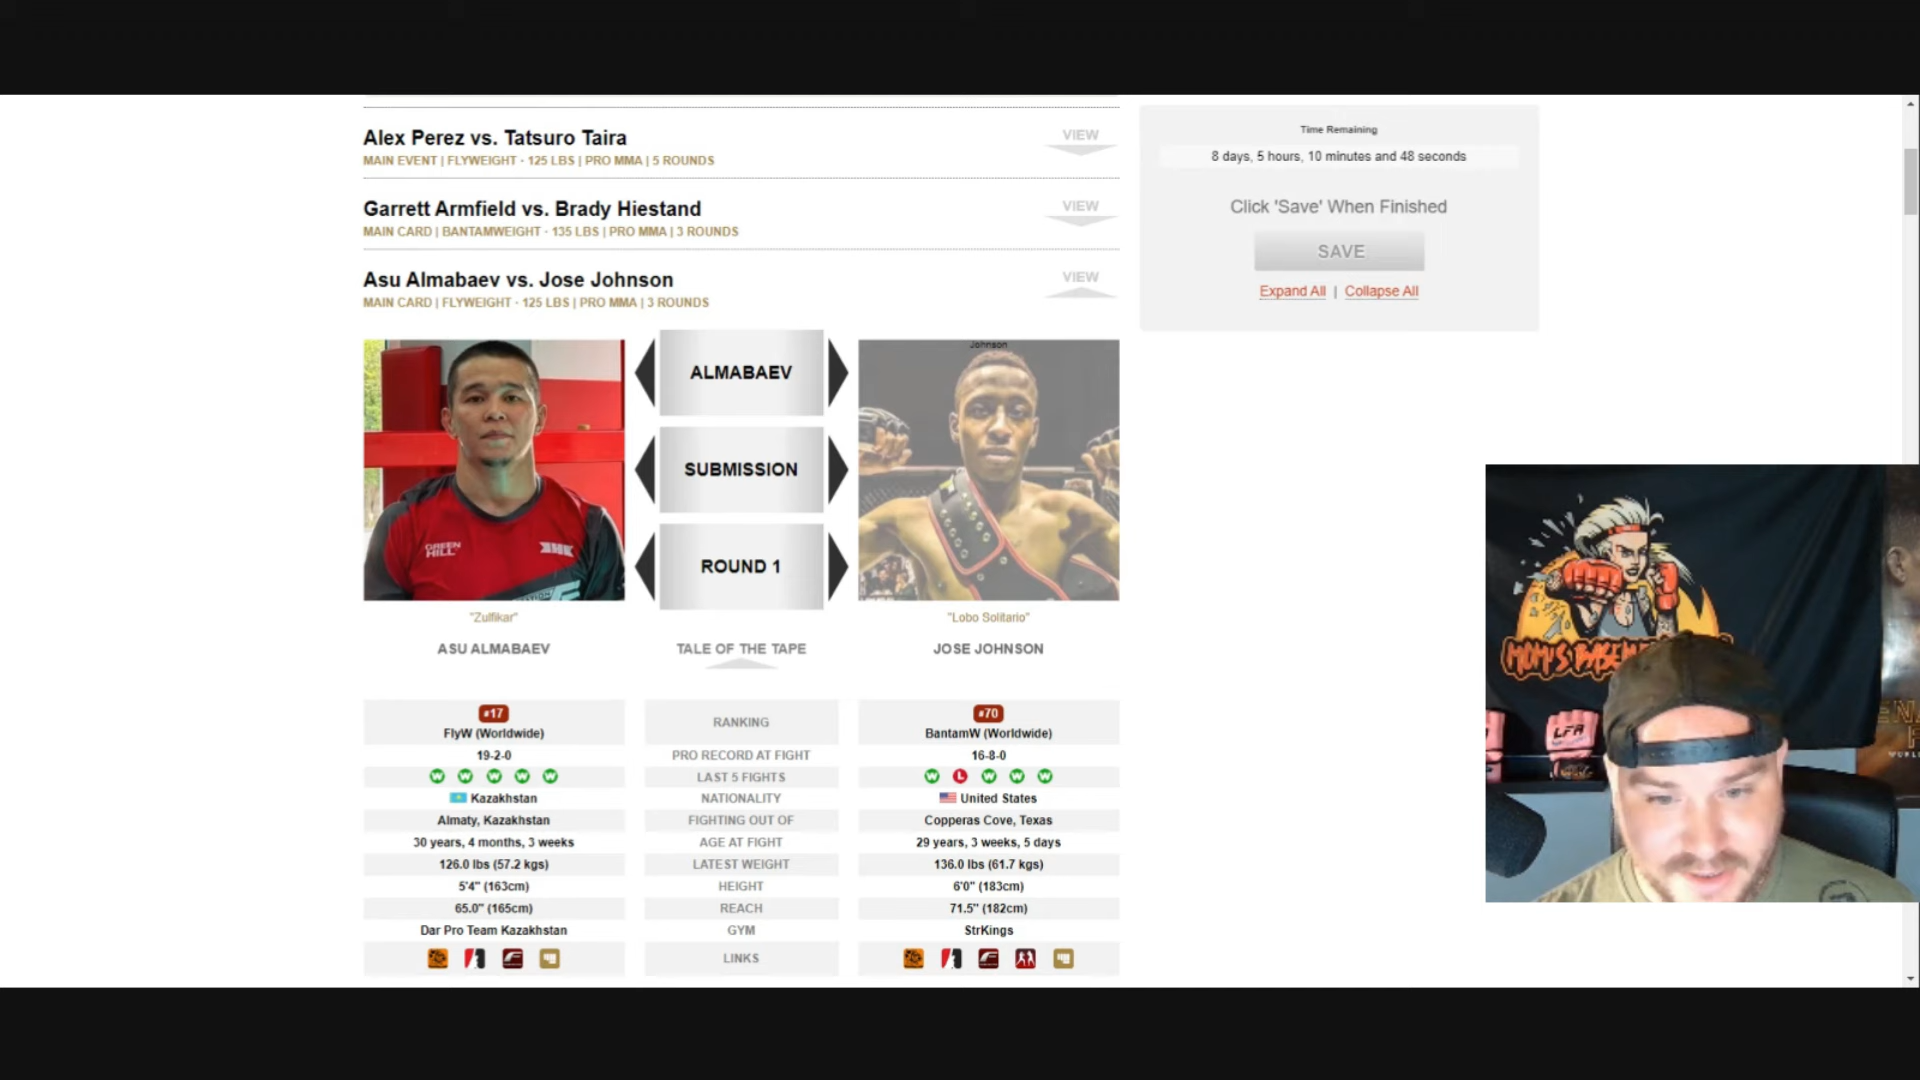 Alex Perez vs. Tatsuro Taira
VIEW
MAIN EVENT | FLYWEIGHT · 125 LBS | PRO MMA | 5 ROUNDS
Garrett Armfield vs. Brady Hiestand
VIEW
MAIN CARD | BANTAMWEIGHT · 135 LBS | PRO MMA | 3 ROUNDS
Asu Almabaev vs. Jose Johnson
VIEW
MAIN CARD | FLYWEIGHT · 125 LBS | PRO MMA | 3 ROUNDS
Time Remaining
8 days, 5 hours, 10 minutes and 48 seconds
Click 'Save' When Finished
SAVE
Expand All | Collapse All
Johnson
ALMABAEV
SUBMISSION
ROUND 1
GREEN HILL
"Zulfikar"
"Lobo Solitario"
ASU ALMABAEV
TALE OF THE TAPE
JOSE JOHNSON
#17
FlyW (Worldwide)
RANKING
#70
BantamW (Worldwide)
19-2-0
PRO RECORD AT FIGHT
16-8-0
W W W W W
LAST 5 FIGHTS
W L W W W
Kazakhstan
NATIONALITY
United States
Almaty, Kazakhstan
FIGHTING OUT OF
Copperas Cove, Texas
30 years, 4 months, 3 weeks
AGE AT FIGHT
29 years, 3 weeks, 5 days
126.0 lbs (57.2 kgs)
LATEST WEIGHT
136.0 lbs (61.7 kgs)
5'4" (163cm)
HEIGHT
6'0" (183cm)
65.0" (165cm)
REACH
71.5" (182cm)
Dar Pro Team Kazakhstan
GYM
StrKings
LINKS
MOM'S BASEM
LFA